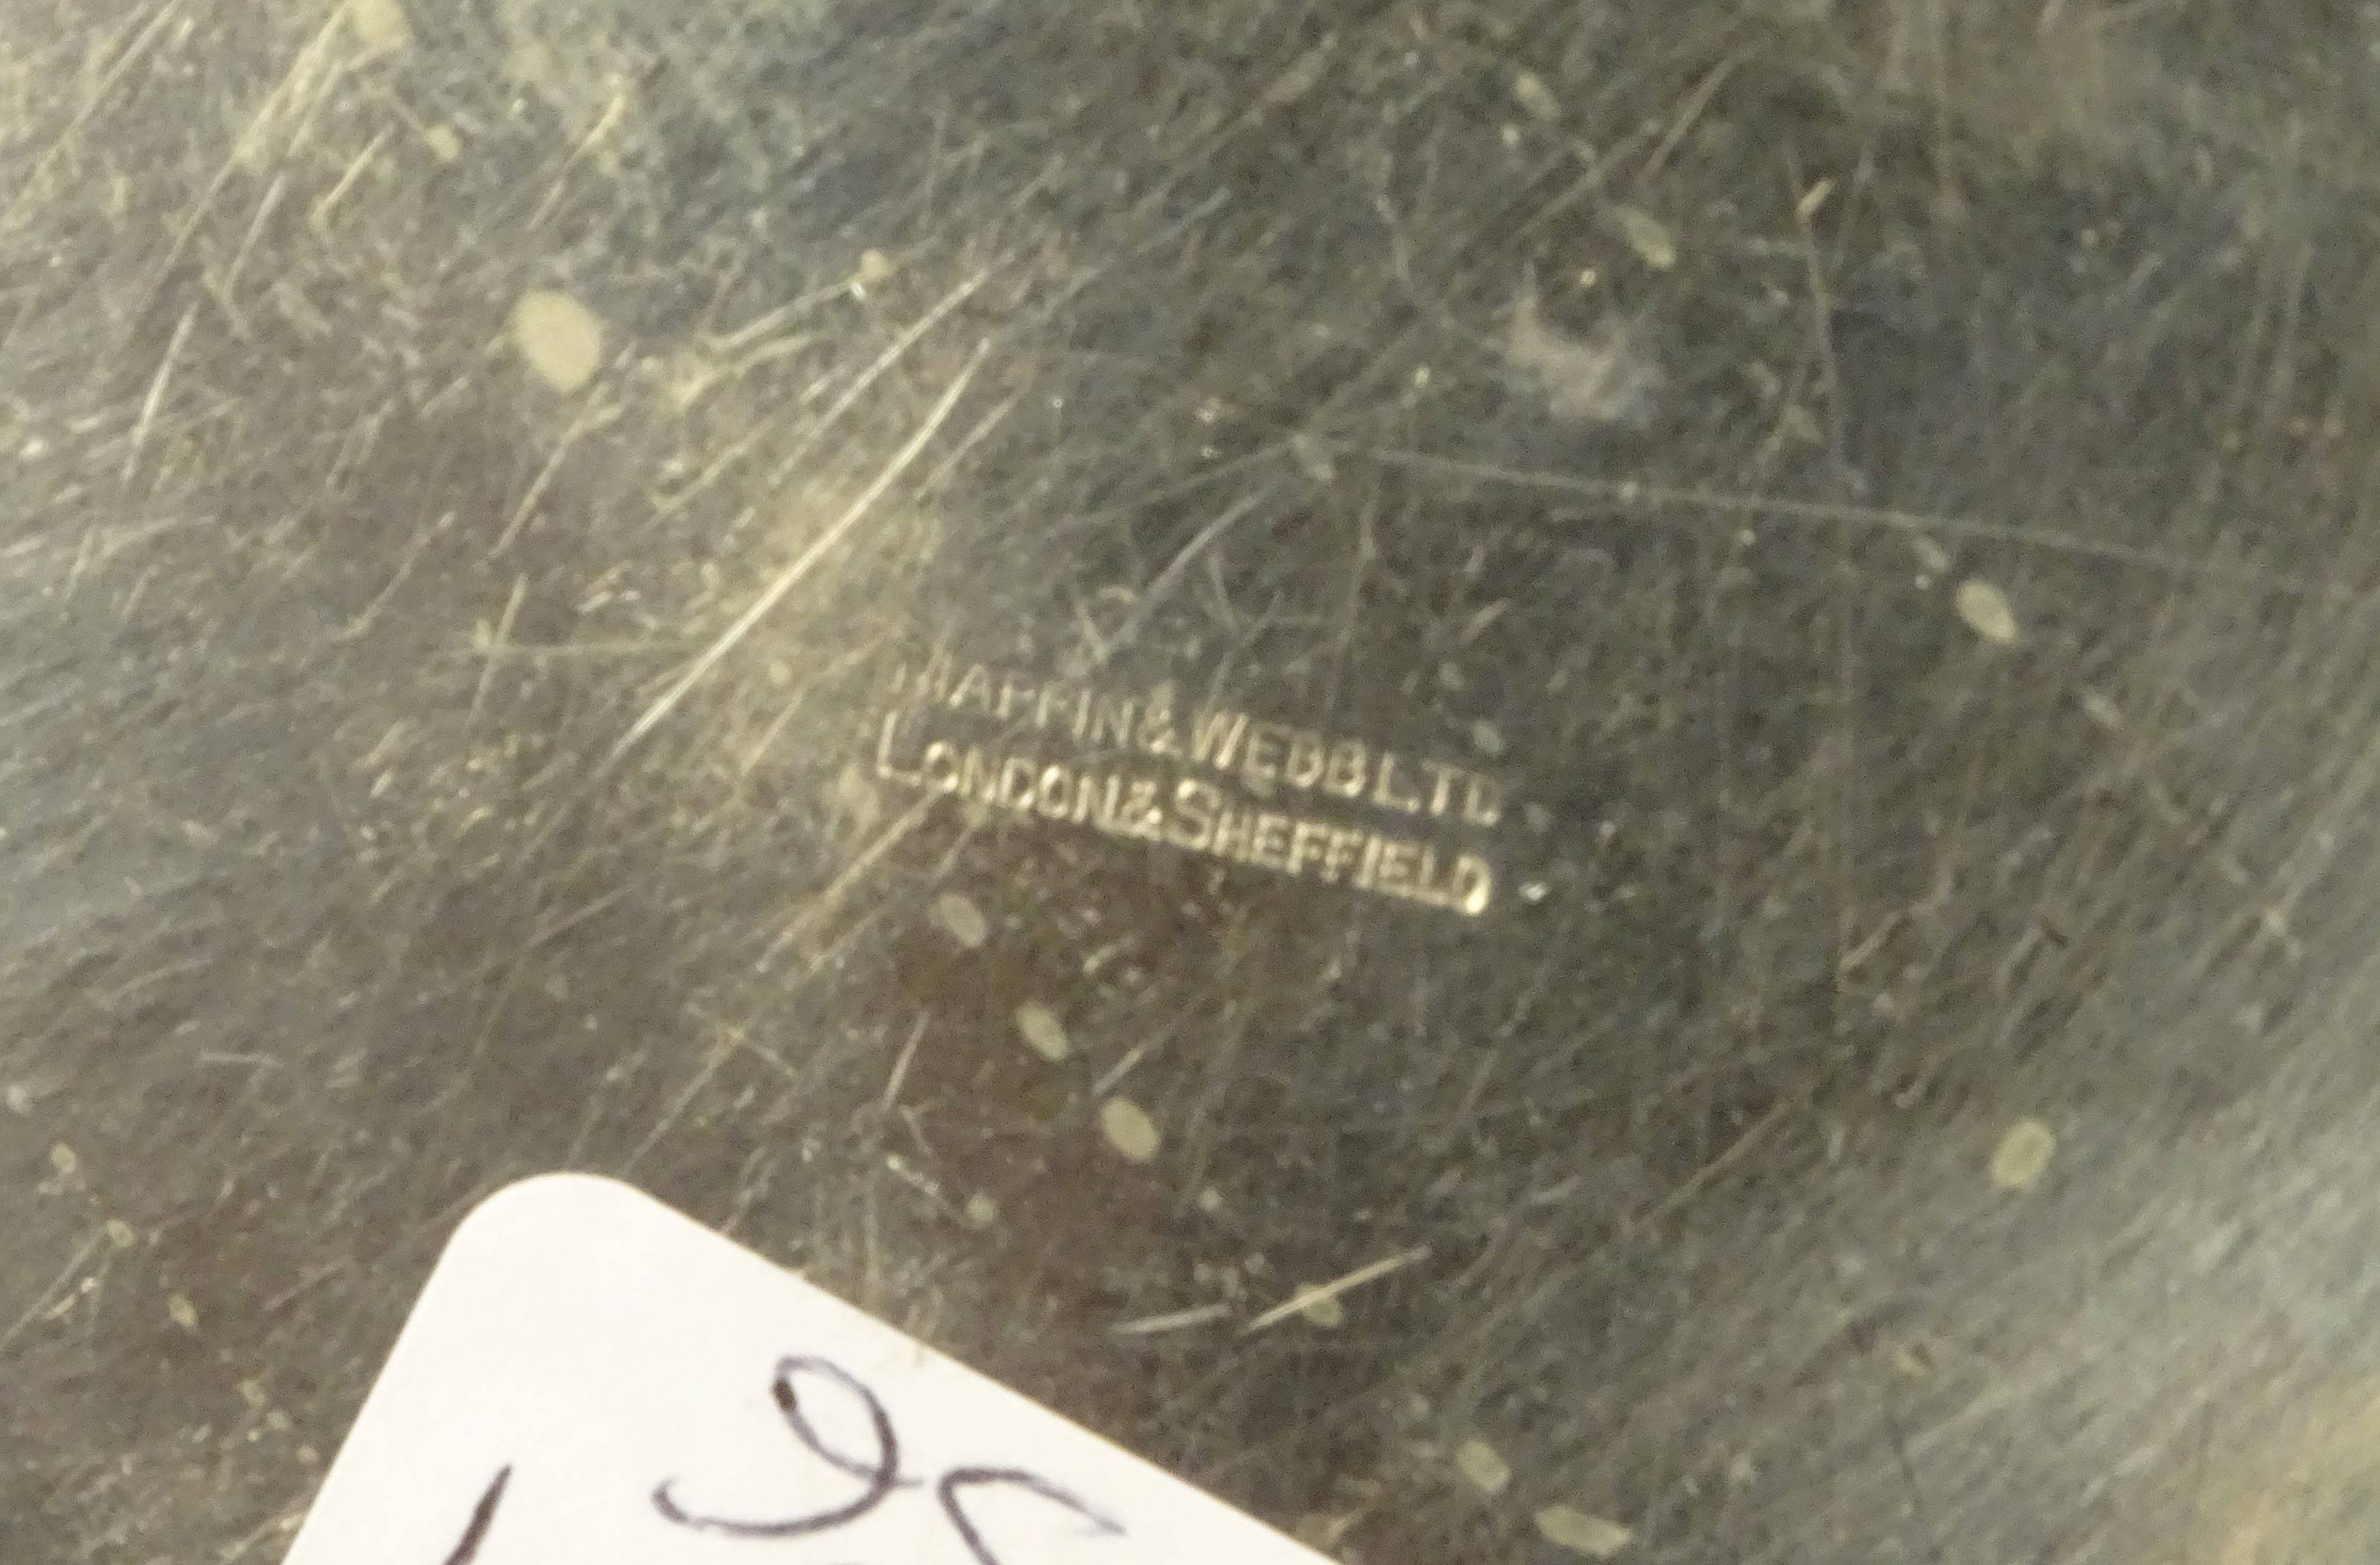 MAPPIN & WEBB LTD
LONDON & SHEFFIELD